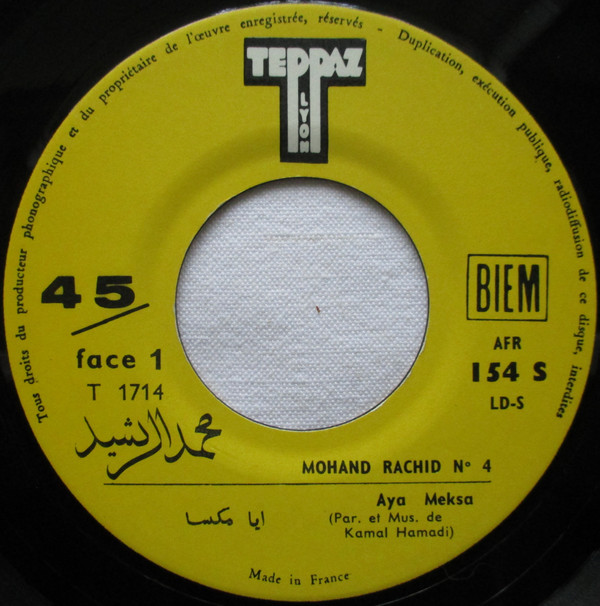 Tous droits du producteur phonographique et du propriétaire de l'œuvre enregistrée, réservés - Duplication, exécution publique, radiodiffusion de ce disque, interdites
TEPPAZ
LYON
45
BIEM
face 1
AFR
T 1714
154 S
LD-S
محمد الرشيد
MOHAND RACHID Nº 4
Aya Meksa
ايا مكسا
(Par. et Mus. de
Kamal Hamadi)
Made in France